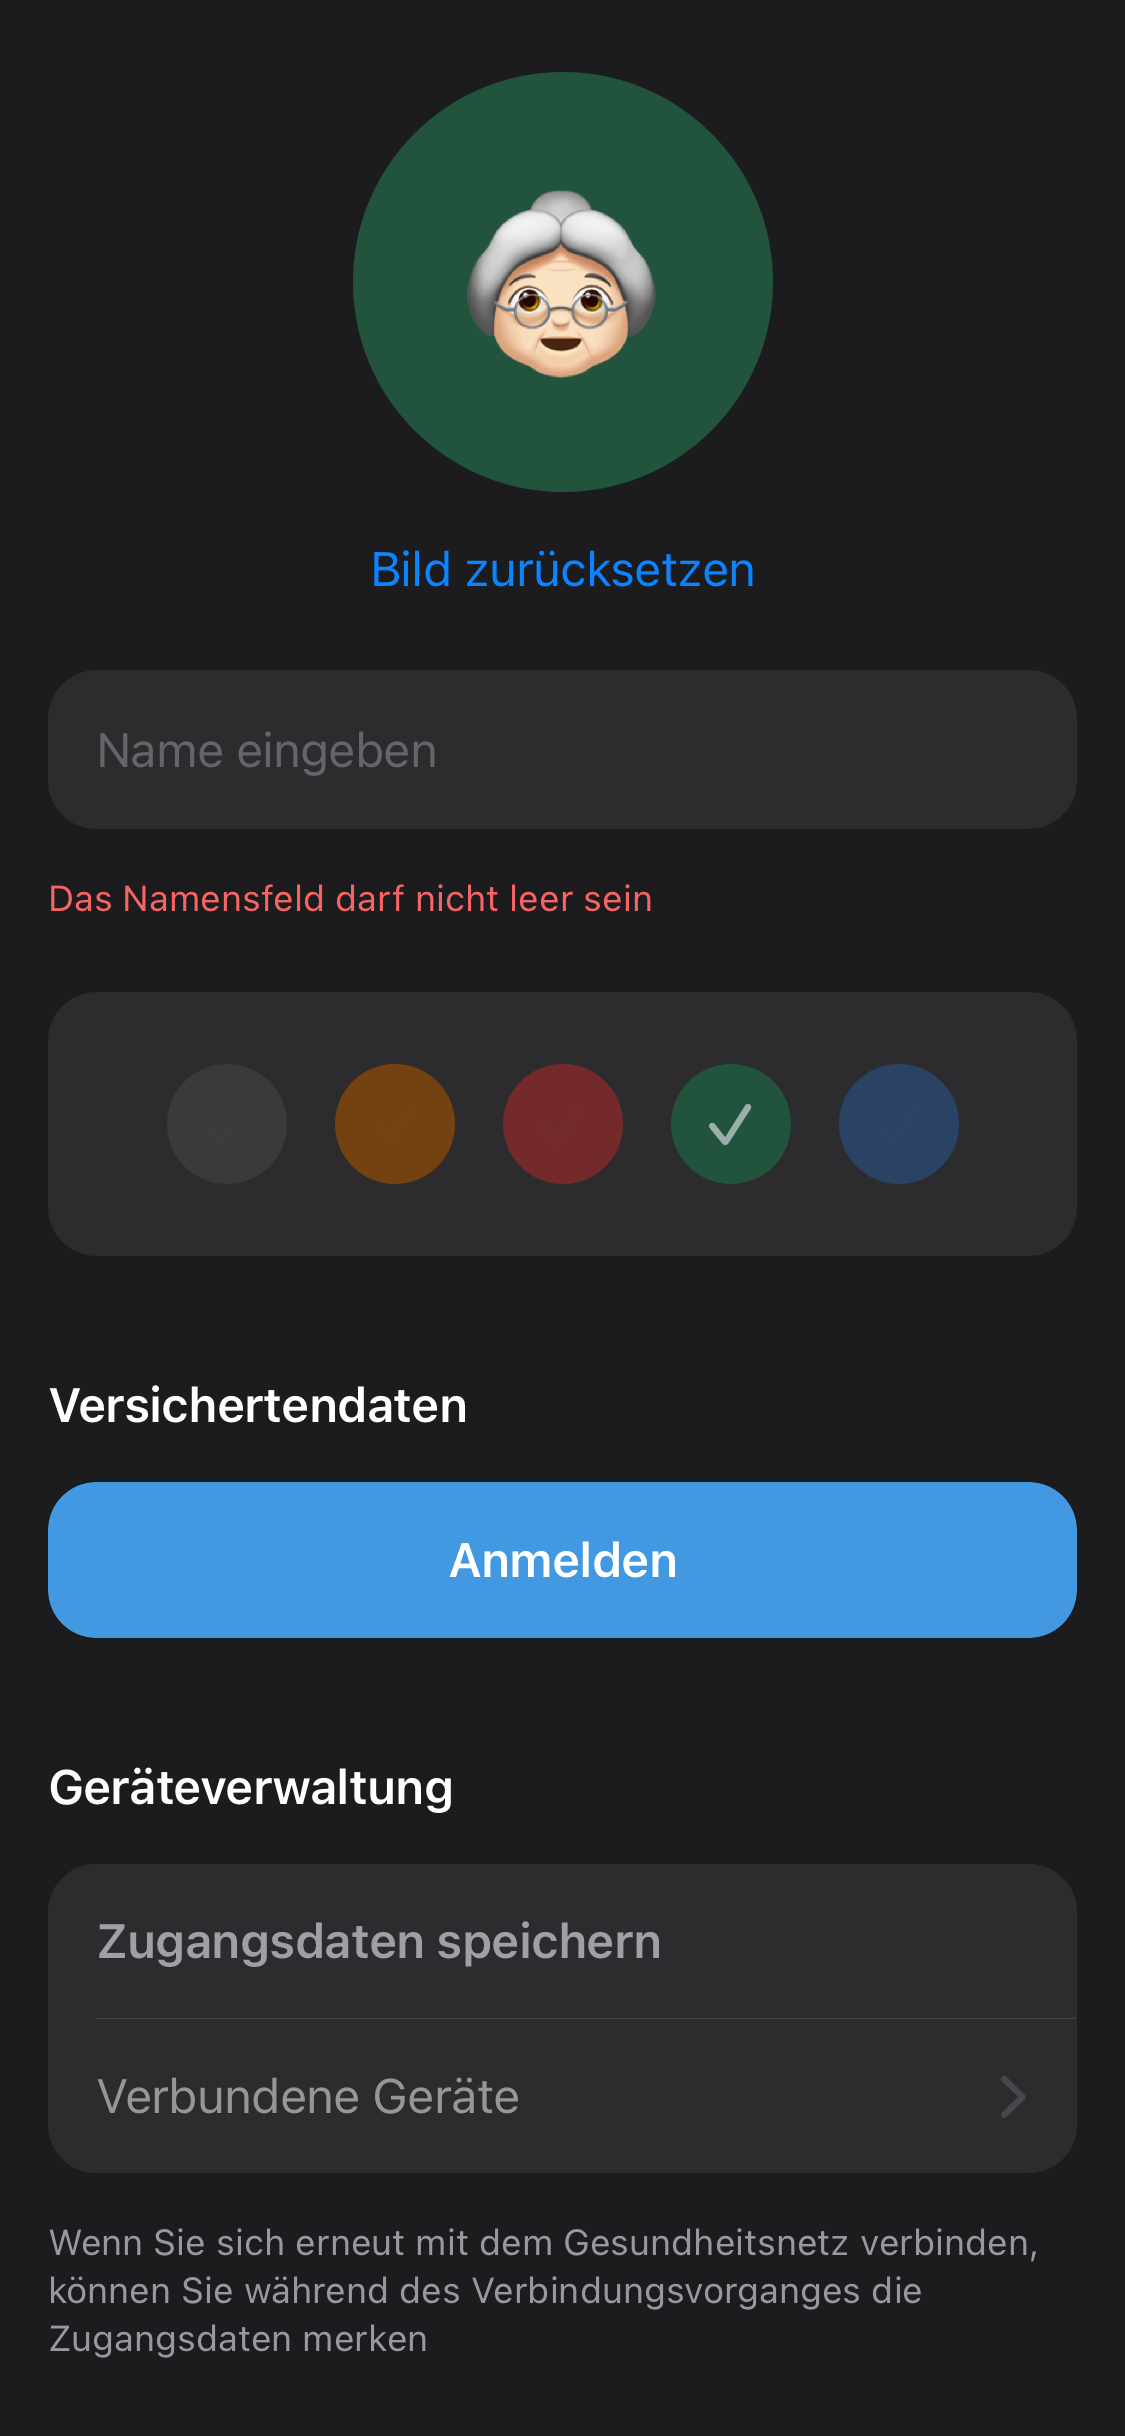 Bild zurücksetzen
Name eingeben
Das Namensfeld darf nicht leer sein
Versichertendaten
Anmelden
Geräteverwaltung
Zugangsdaten speichern
Verbundene Geräte
Wenn Sie sich erneut mit dem Gesundheitsnetz verbinden,
können Sie während des Verbindungsvorganges die
Zugangsdaten merken